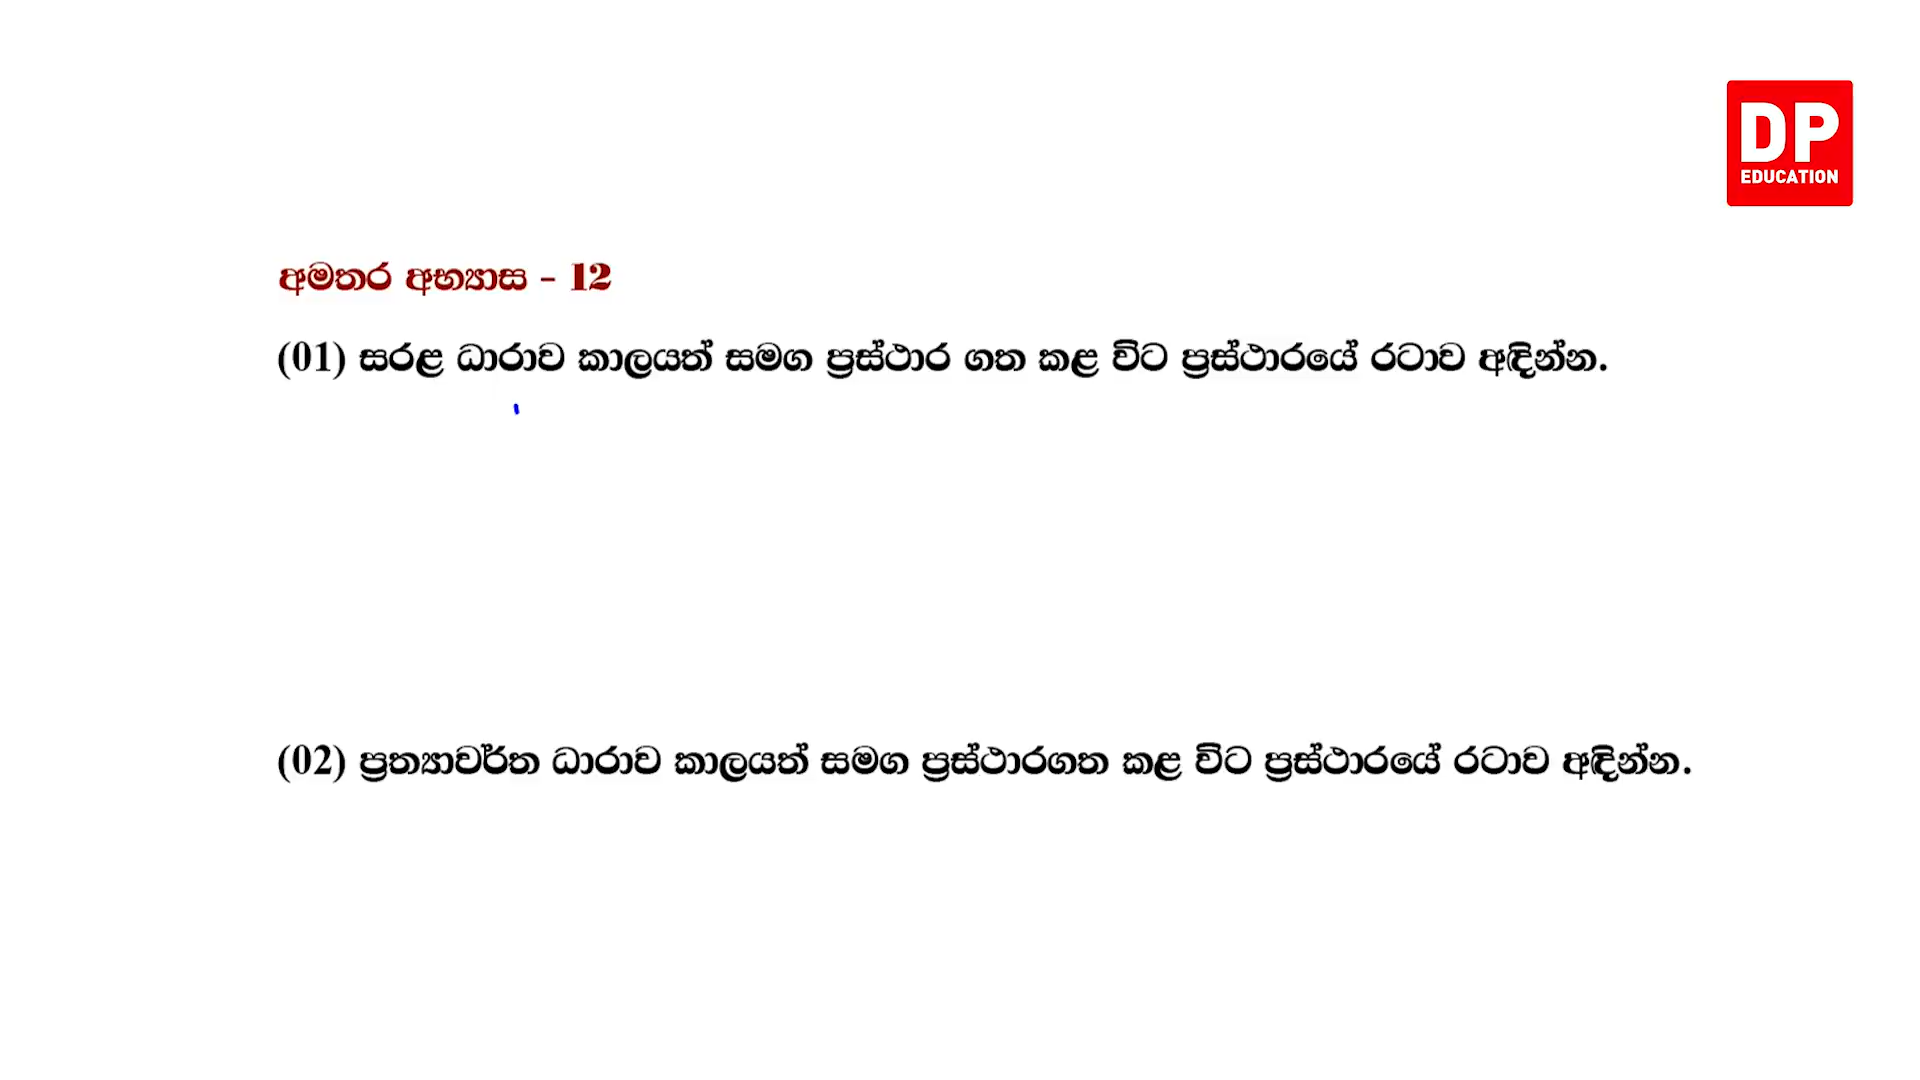 DP
EDUCATION
අමතර අභ්‍යාස - 12
(01) සරළ ධාරාව කාලයත් සමග ප්‍රස්ථාර ගත කළ විට ප්‍රස්ථාරයේ රටාව අඳින්න.
(02) ප්‍රත්‍යාවර්ත ධාරාව කාලයත් සමග ප්‍රස්ථාරගත කළ විට ප්‍රස්ථාරයේ රටාව අඳින්න.